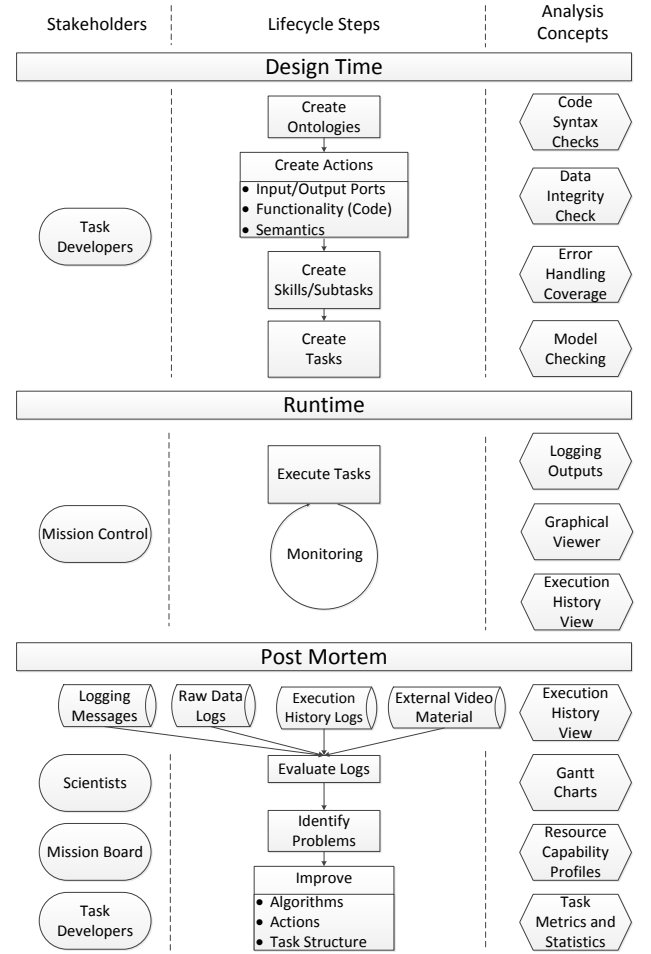 Stakeholders
Lifecycle Steps
Analysis
Concepts
Design Time
Task
Developers
Create
Ontologies
Create Actions
• Input/Output Ports
• Functionality (Code)
• Semantics
Create
Skills/Subtasks
Create
Tasks
Code
Syntax
Checks
Data
Integrity
Check
Error
Handling
Coverage
Model
Checking
Runtime
Mission Control
Execute Tasks
Monitoring
Logging
Outputs
Graphical
Viewer
Execution
History
View
Post Mortem
Logging
Messages
Raw Data
Logs
Execution
History Logs
External Video
Material
Scientists
Mission Board
Task
Developers
Evaluate Logs
Identify
Problems
Improve
• Algorithms
• Actions
• Task Structure
Execution
History
View
Gantt
Charts
Resource
Capability
Profiles
Task
Metrics and
Statistics